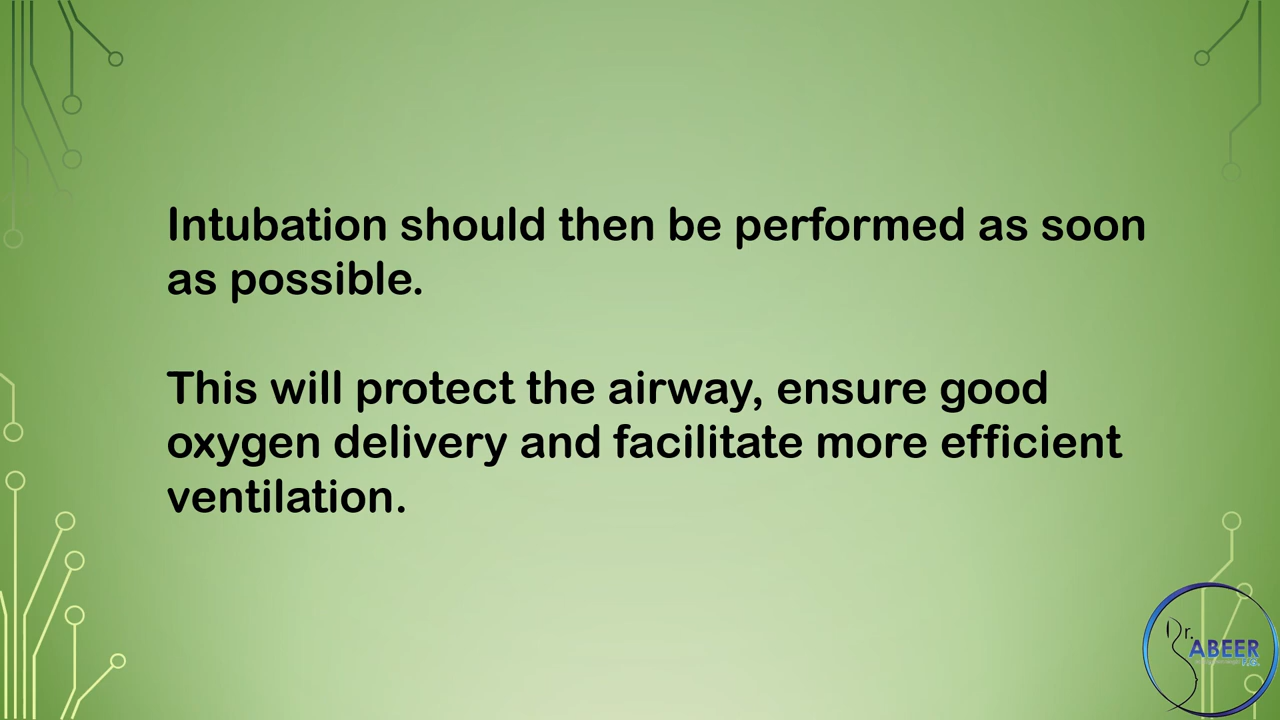 Intubation should then be performed as soon
as possible.
This will protect the airway, ensure good
oxygen delivery and facilitate more efficient
ventilation.
Dr.
ABEER